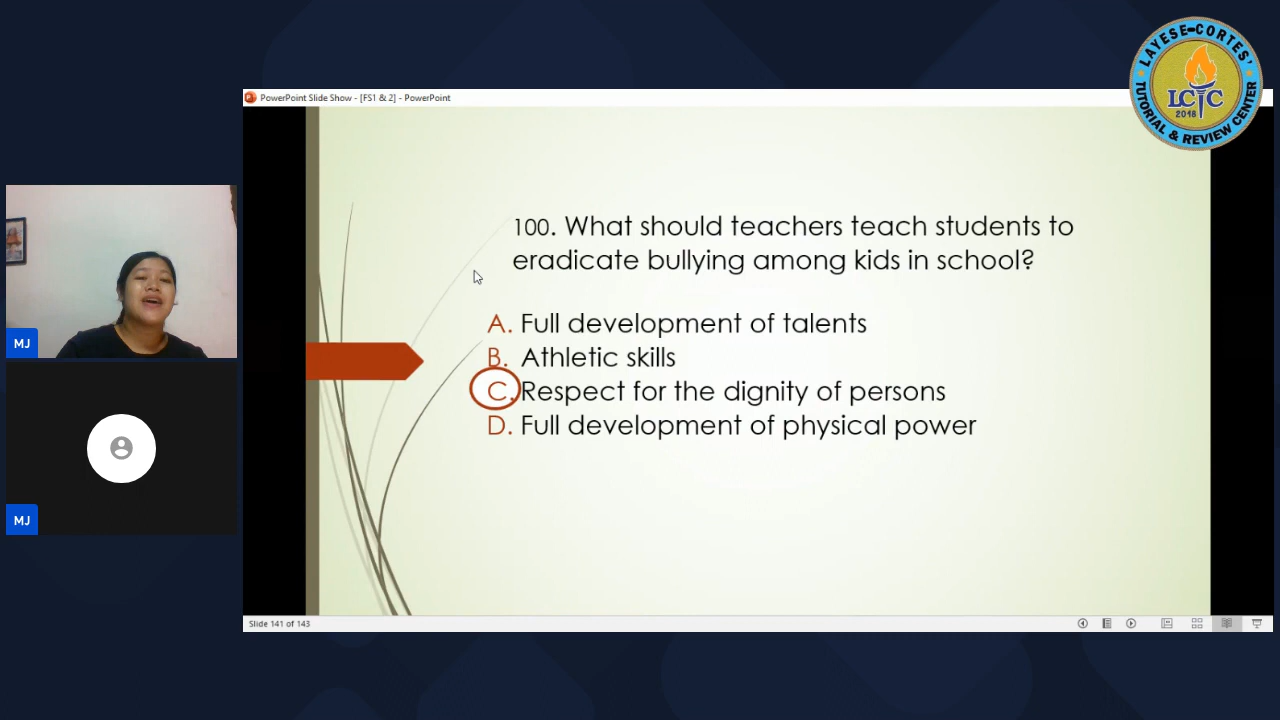 LAYESE-CORTES'
LCTC
2018
TUTORIAL & REVIEW CENTER
PowerPoint Slide Show - [FS1 & 2] - PowerPoint
100. What should teachers teach students to
eradicate bullying among kids in school?
A. Full development of talents
B. Athletic skills
C. Respect for the dignity of persons
D. Full development of physical power
MJ
MJ
Slide 141 of 143